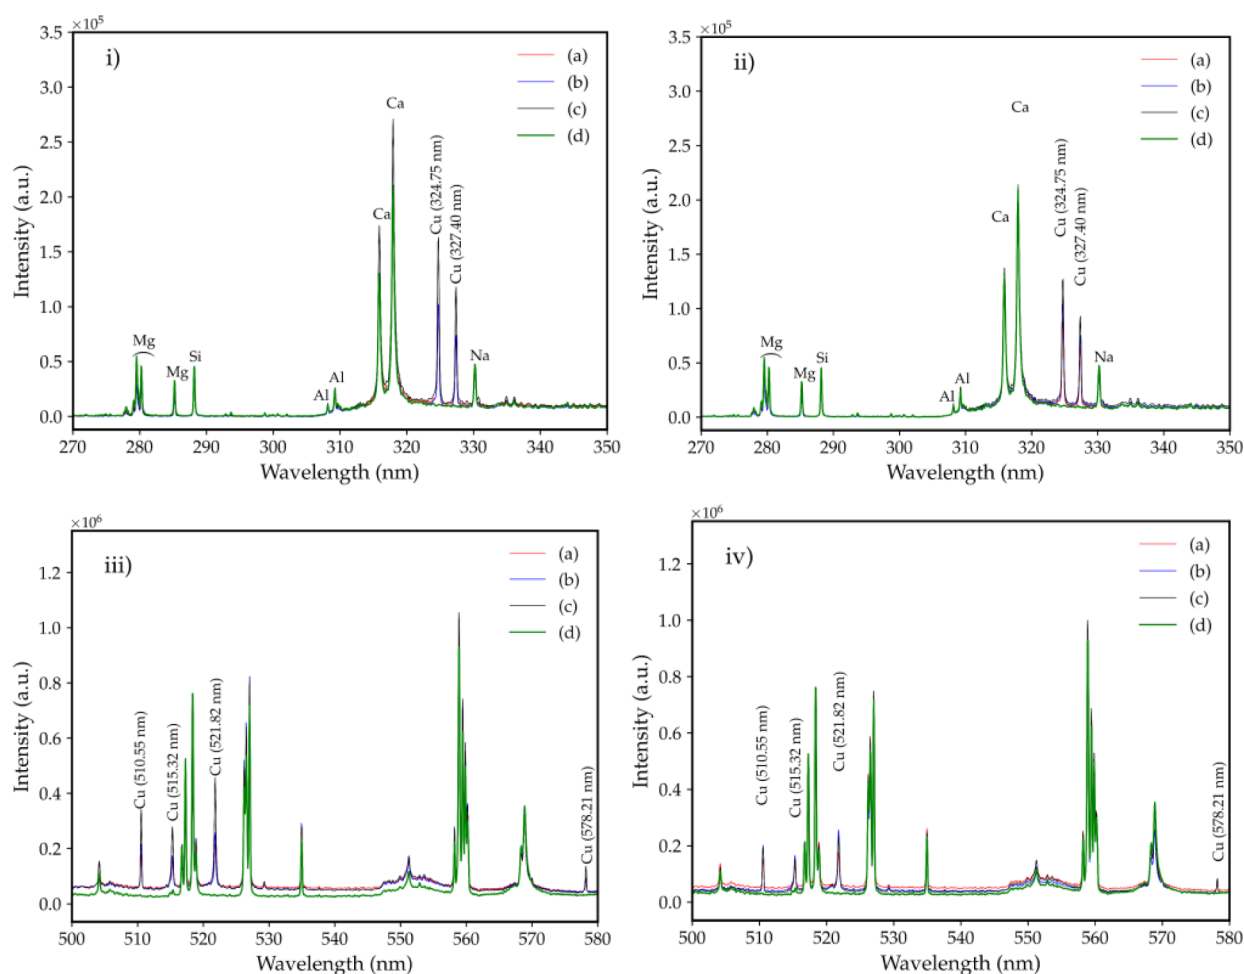 ×10⁵
i)
(a)
(b)
(c)
(d)
3.5
3.0
2.5
2.0
1.5
1.0
0.5
0.0
Intensity (a.u.)
Mg
Mg
Si
Al
Al
Ca
Ca
Cu (324.75 nm)
Cu (327.40 nm)
Na
270 280 290 300 310 320 330 340 350
Wavelength (nm)
×10⁵
ii)
(a)
(b)
(c)
(d)
3.5
3.0
2.5
2.0
1.5
1.0
0.5
0.0
Intensity (a.u.)
Mg
Mg
Si
Al
Al
Ca
Ca
Cu (324.75 nm)
Cu (327.40 nm)
Na
270 280 290 300 310 320 330 340 350
Wavelength (nm)
×10⁶
iii)
(a)
(b)
(c)
(d)
1.2
1.0
0.8
0.6
0.4
0.2
0.0
Intensity (a.u.)
Cu (510.55 nm)
Cu (515.32 nm)
Cu (521.82 nm)
Cu (578.21 nm)
500 510 520 530 540 550 560 570 580
Wavelength (nm)
×10⁶
iv)
(a)
(b)
(c)
(d)
1.2
1.0
0.8
0.6
0.4
0.2
0.0
Intensity (a.u.)
Cu (510.55 nm)
Cu (515.32 nm)
Cu (521.82 nm)
Cu (578.21 nm)
500 510 520 530 540 550 560 570 580
Wavelength (nm)